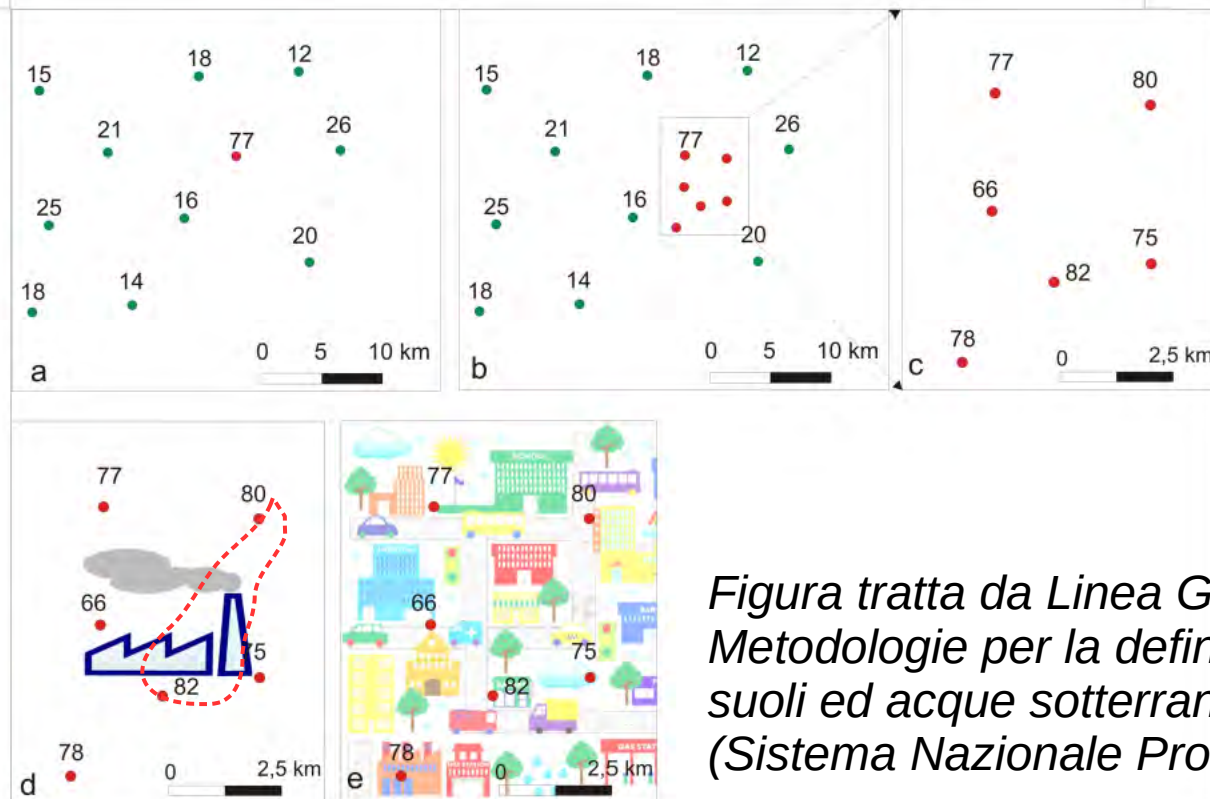 18 12
15
21 77 26
25 16
20
18 14
0 5 10 km
a
18 12
15
21 77 26
25 16
20
18 14
0 5 10 km
b
77 80
66
75
82
78
0 2,5 km
c
77 80
66
75
82
78
0 2,5 km
d
SCHOOL
77 80
66
75
82
78
0 2,5 km
e
Figura tratta da Linea G
Metodologie per la defin
suoli ed acque sotterran
(Sistema Nazionale Pro